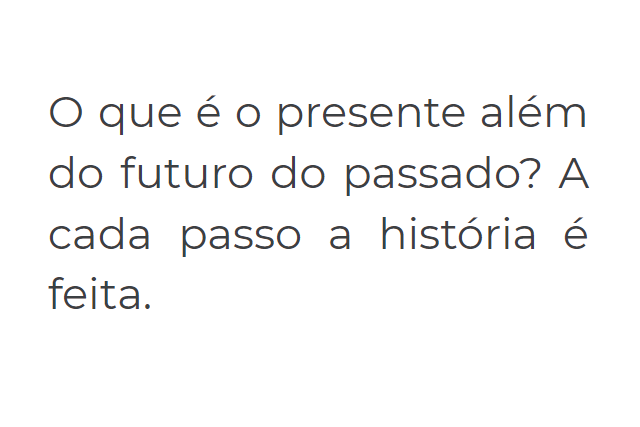 O que é o presente além
do futuro do passado? A
cada passo a história é
feita.